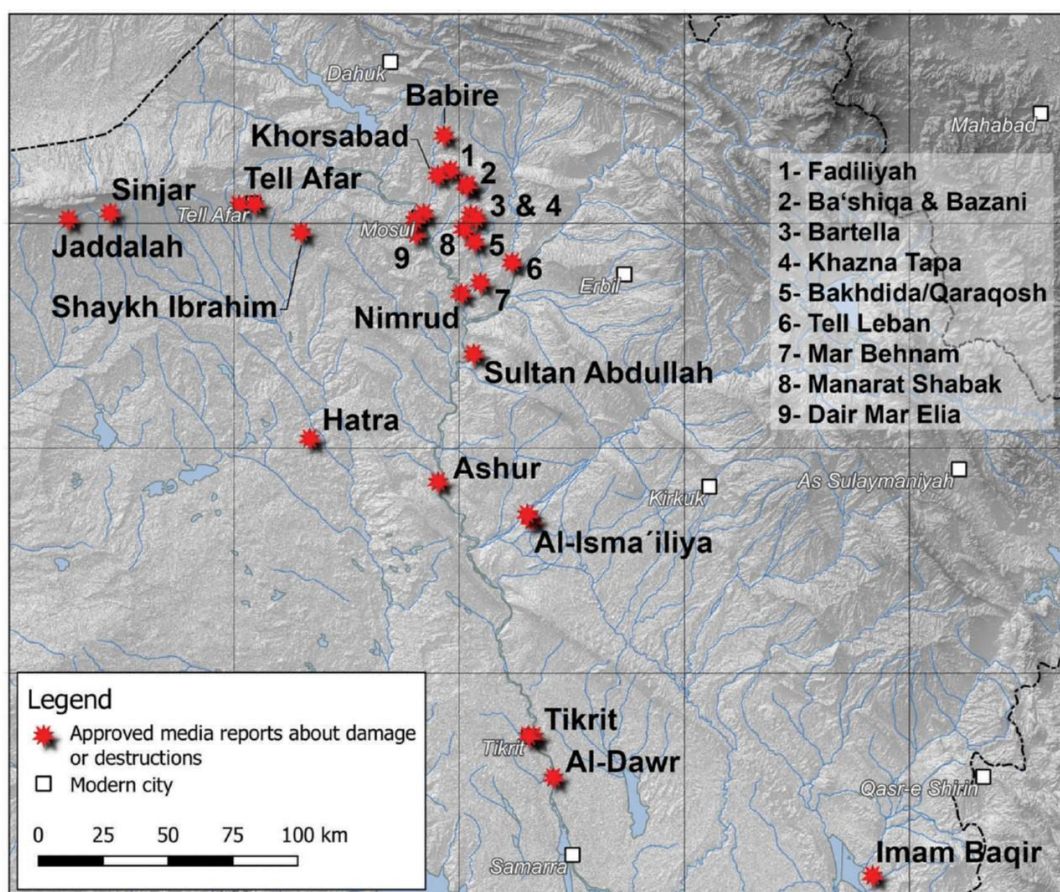 Dahuk
Babire
Mahabad
Khorsabad
1
2
Sinjar
Tell Afar
Tell Afar
3 & 4
Mosul
Jaddalah
9
8
5
6
Erbil
Shaykh Ibrahim
7
Nimrud
Sultan Abdullah
1- Fadiliyah
2- Ba‘shiqa & Bazani
3- Bartella
4- Khazna Tapa
5- Bakhdida/Qaraqosh
6- Tell Leban
7- Mar Behnam
8- Manarat Shabak
9- Dair Mar Elia
Hatra
Ashur
Kirkuk
As Sulaymaniyah
Al-Isma´iliya
Tikrit
Tikrit
Al-Dawr
Qasr-e Shirin
Samarra
Imam Baqir
Legend
Approved media reports about damage
or destructions
Modern city
0 25 50 75 100 km